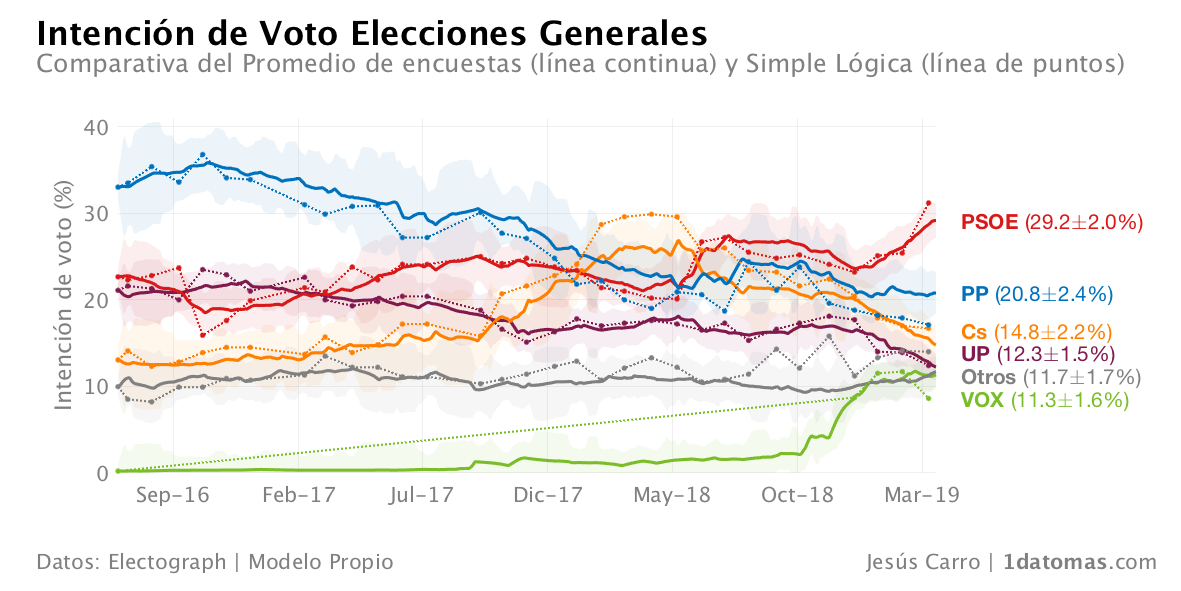 Intención de Voto Elecciones Generales
Comparativa del Promedio de encuestas (línea continua) y Simple Lógica (línea de puntos)
Intención de voto (%)
40
30
20
10
0
Sep−16
Feb−17
Jul−17
Dic−17
May−18
Oct−18
Mar−19
PSOE (29.2±2.0%)
PP (20.8±2.4%)
Cs (14.8±2.2%)
UP (12.3±1.5%)
Otros (11.7±1.7%)
VOX (11.3±1.6%)
Datos: Electograph | Modelo Propio
Jesús Carro | 1datomas.com